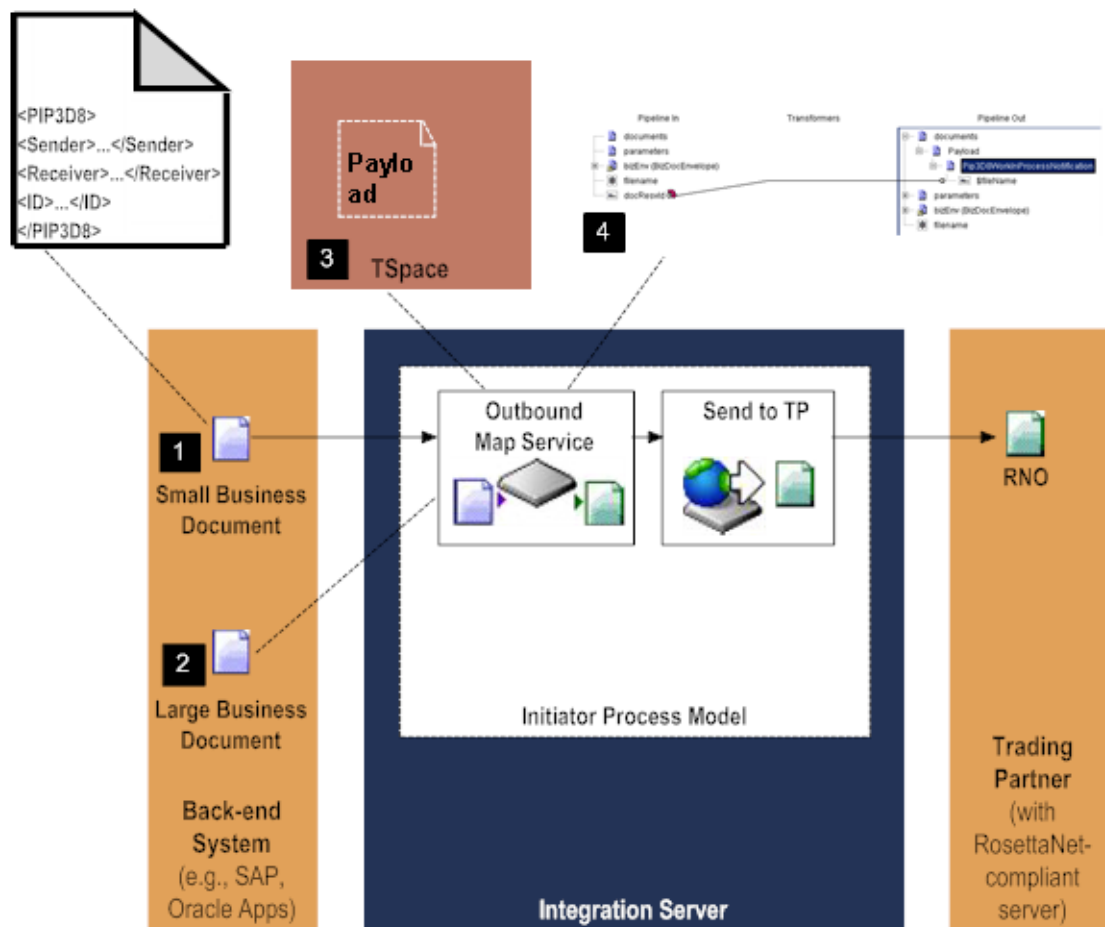 <PIP3D8>
<Sender>...</Sender>
<Receiver>...</Receiver>
<ID>...</ID>
</PIP3D8>
Paylo
ad
3
TSpace
Pipeline In
Transformers
Pipeline Out
documents
parameters
bizEnv (BizDocEnvelope)
filename
docResvId
documents
Payload
Pip3D8WorkInProcessNotification
$fileName
parameters
bizEnv (BizDocEnvelope)
filename
4
1
Small Business
Document
2
Large Business
Document
Back-end
System
(e.g., SAP,
Oracle Apps)
Outbound
Map Service
Send to TP
Initiator Process Model
Integration Server
RNO
Trading
Partner
(with
RosettaNet-
compliant
server)